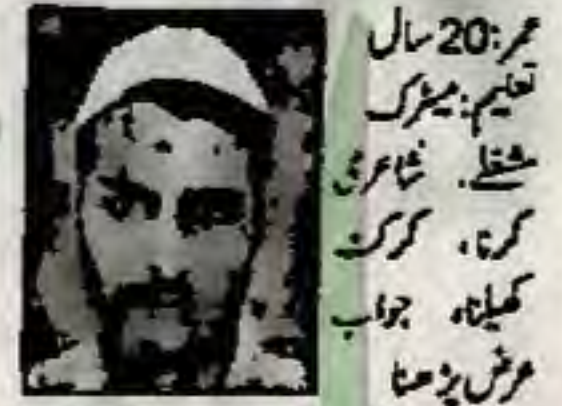 عمر:20 سال
تعلیم: میٹرک
مشغلے۔ شاعری
کرنا، کرکٹ
کھیلنا، جواب
عرض پڑھنا